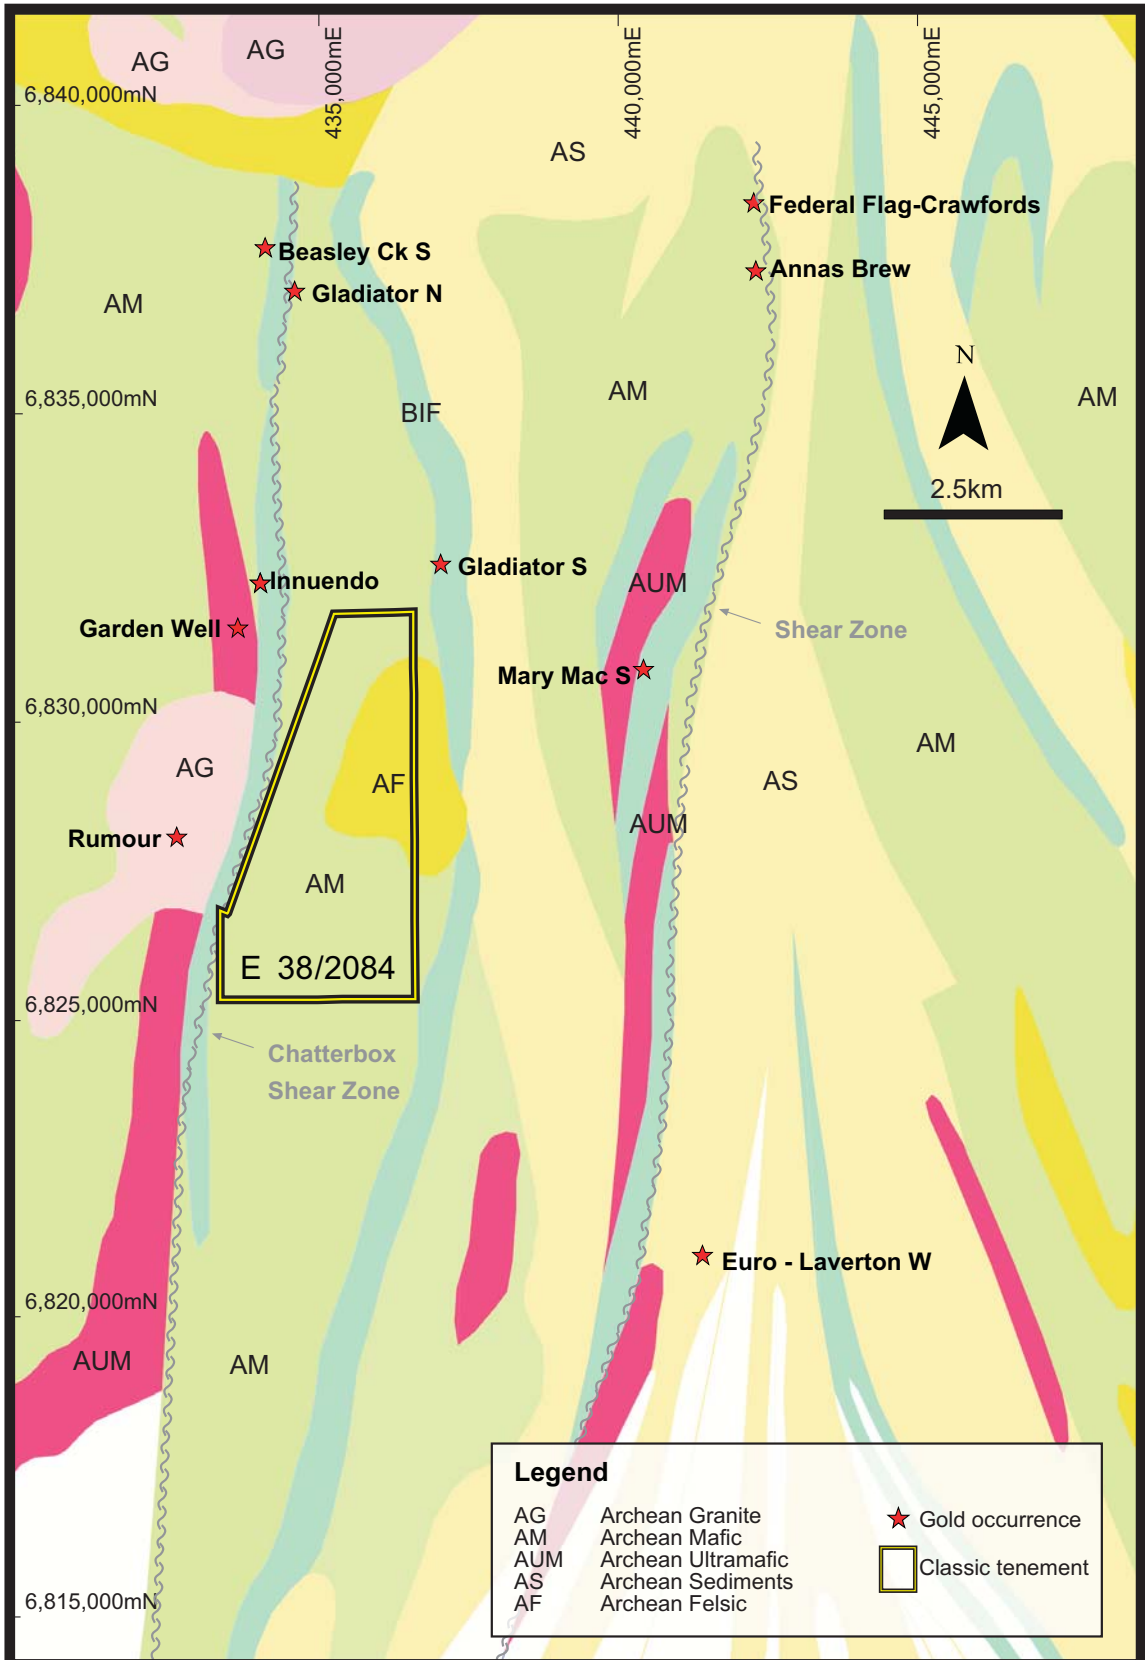 435,000mE
440,000mE
445,000mE
AG
AG
6,840,000mN
AS
Federal Flag-Crawfords
Beasley Ck S
Annas Brew
Gladiator N
AM
N
6,835,000mN
AM
AM
BIF
2.5km
Gladiator S
Innuendo
AUM
Garden Well
Shear Zone
Mary Mac S
6,830,000mN
AG
AM
AF
AS
Rumour
AUM
AM
E 38/2084
6,825,000mN
Chatterbox
Shear Zone
Euro - Laverton W
6,820,000mN
AUM
AM
Legend
AG Archean Granite
AM Archean Mafic
AUM Archean Ultramafic
AS Archean Sediments
AF Archean Felsic
Gold occurrence
Classic tenement
6,815,000mN